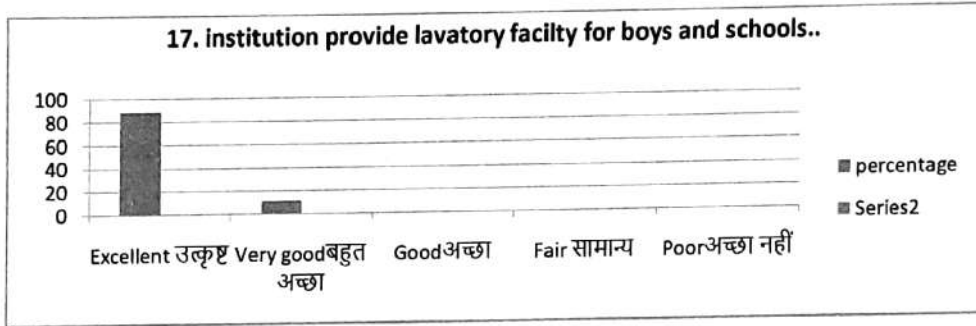 17. institution provide lavatory facilty for boys and schools..
100
80
60
40
20
0
Excellent उत्कृष्ट Very goodबहुत अच्छा Goodअच्छा Fair सामान्य Poorअच्छा नहीं
percentage
Series2